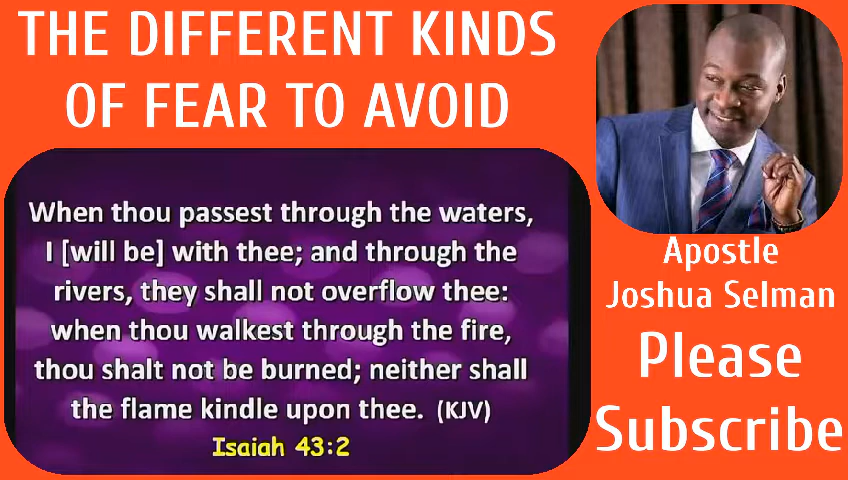 THE DIFFERENT KINDS
OF FEAR TO AVOID
When thou passest through the waters,
I [will be] with thee; and through the
rivers, they shall not overflow thee:
when thou walkest through the fire,
thou shalt not be burned; neither shall
the flame kindle upon thee. (KJV)
Isaiah 43:2
Apostle
Joshua Selman
Please
Subscribe